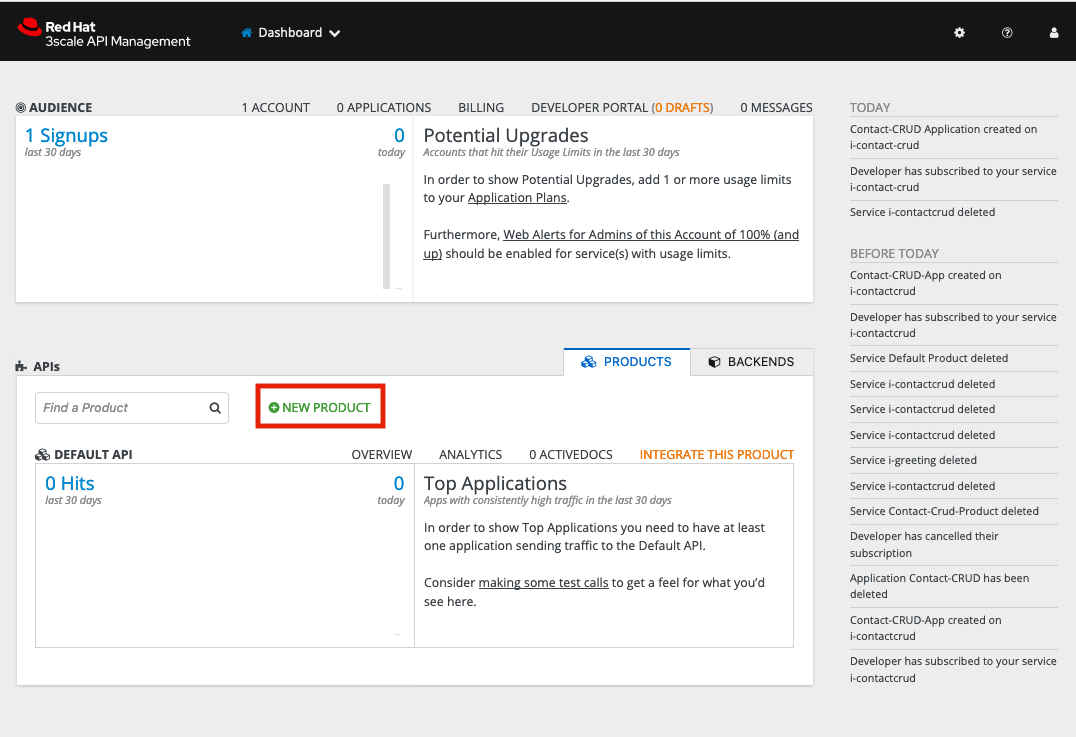 Red Hat
3scale API Management
Dashboard
AUDIENCE
1 ACCOUNT
0 APPLICATIONS
BILLING
DEVELOPER PORTAL (0 DRAFTS)
0 MESSAGES
1 Signups
last 30 days
0
today
Potential Upgrades
Accounts that hit their Usage Limits in the last 30 days
In order to show Potential Upgrades, add 1 or more usage limits
to your Application Plans.
Furthermore, Web Alerts for Admins of this Account of 100% (and
up) should be enabled for service(s) with usage limits.
APIs
PRODUCTS
BACKENDS
Find a Product
NEW PRODUCT
DEFAULT API
OVERVIEW
ANALYTICS
0 ACTIVEDOCS
INTEGRATE THIS PRODUCT
0 Hits
last 30 days
0
today
Top Applications
Apps with consistently high traffic in the last 30 days
In order to show Top Applications you need to have at least
one application sending traffic to the Default API.
Consider making some test calls to get a feel for what you'd
see here.
TODAY
Contact-CRUD Application created on
i-contact-crud
Developer has subscribed to your service
i-contact-crud
Service i-contactcrud deleted
BEFORE TODAY
Contact-CRUD-App created on
i-contactcrud
Developer has subscribed to your service
i-contactcrud
Service Default Product deleted
Service i-contactcrud deleted
Service i-contactcrud deleted
Service i-contactcrud deleted
Service i-greeting deleted
Service i-contactcrud deleted
Service Contact-Crud-Product deleted
Developer has cancelled their
subscription
Application Contact-CRUD has been
deleted
Contact-CRUD-App created on
i-contactcrud
Developer has subscribed to your service
i-contactcrud